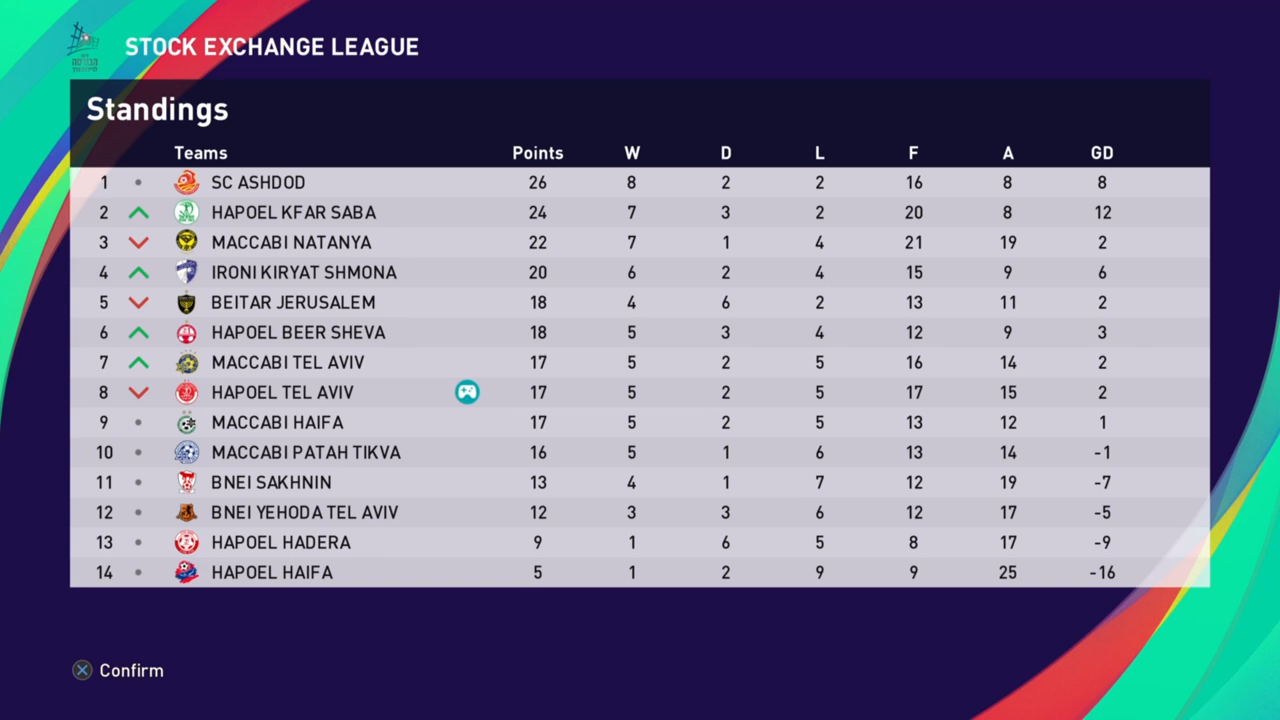 STOCK EXCHANGE LEAGUE
Standings
Teams Points W D L F A GD
1 SC ASHDOD 26 8 2 2 16 8 8
2 HAPOEL KFAR SABA 24 7 3 2 20 8 12
3 MACCABI NATANYA 22 7 1 4 21 19 2
4 IRONI KIRYAT SHMONA 20 6 2 4 15 9 6
5 BEITAR JERUSALEM 18 4 6 2 13 11 2
6 HAPOEL BEER SHEVA 18 5 3 4 12 9 3
7 MACCABI TEL AVIV 17 5 2 5 16 14 2
8 HAPOEL TEL AVIV 17 5 2 5 17 15 2
9 MACCABI HAIFA 17 5 2 5 13 12 1
10 MACCABI PATAH TIKVA 16 5 1 6 13 14 -1
11 BNEI SAKHNIN 13 4 1 7 12 19 -7
12 BNEI YEHODA TEL AVIV 12 3 3 6 12 17 -5
13 HAPOEL HADERA 9 1 6 5 8 17 -9
14 HAPOEL HAIFA 5 1 2 9 9 25 -16
Confirm